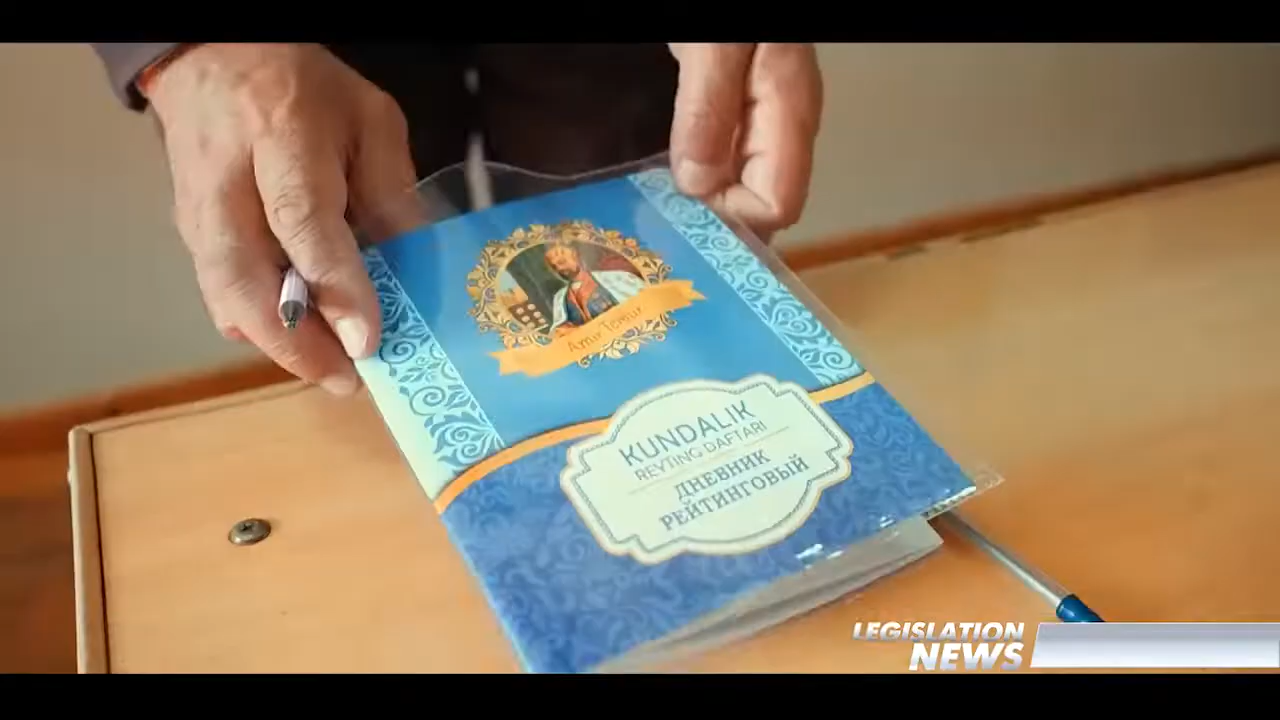 Amir Temur
KUNDALIK
REYTING DAFTARI
ДНЕВНИК
РЕЙТИНГОВЫЙ
LEGISLATION
NEWS